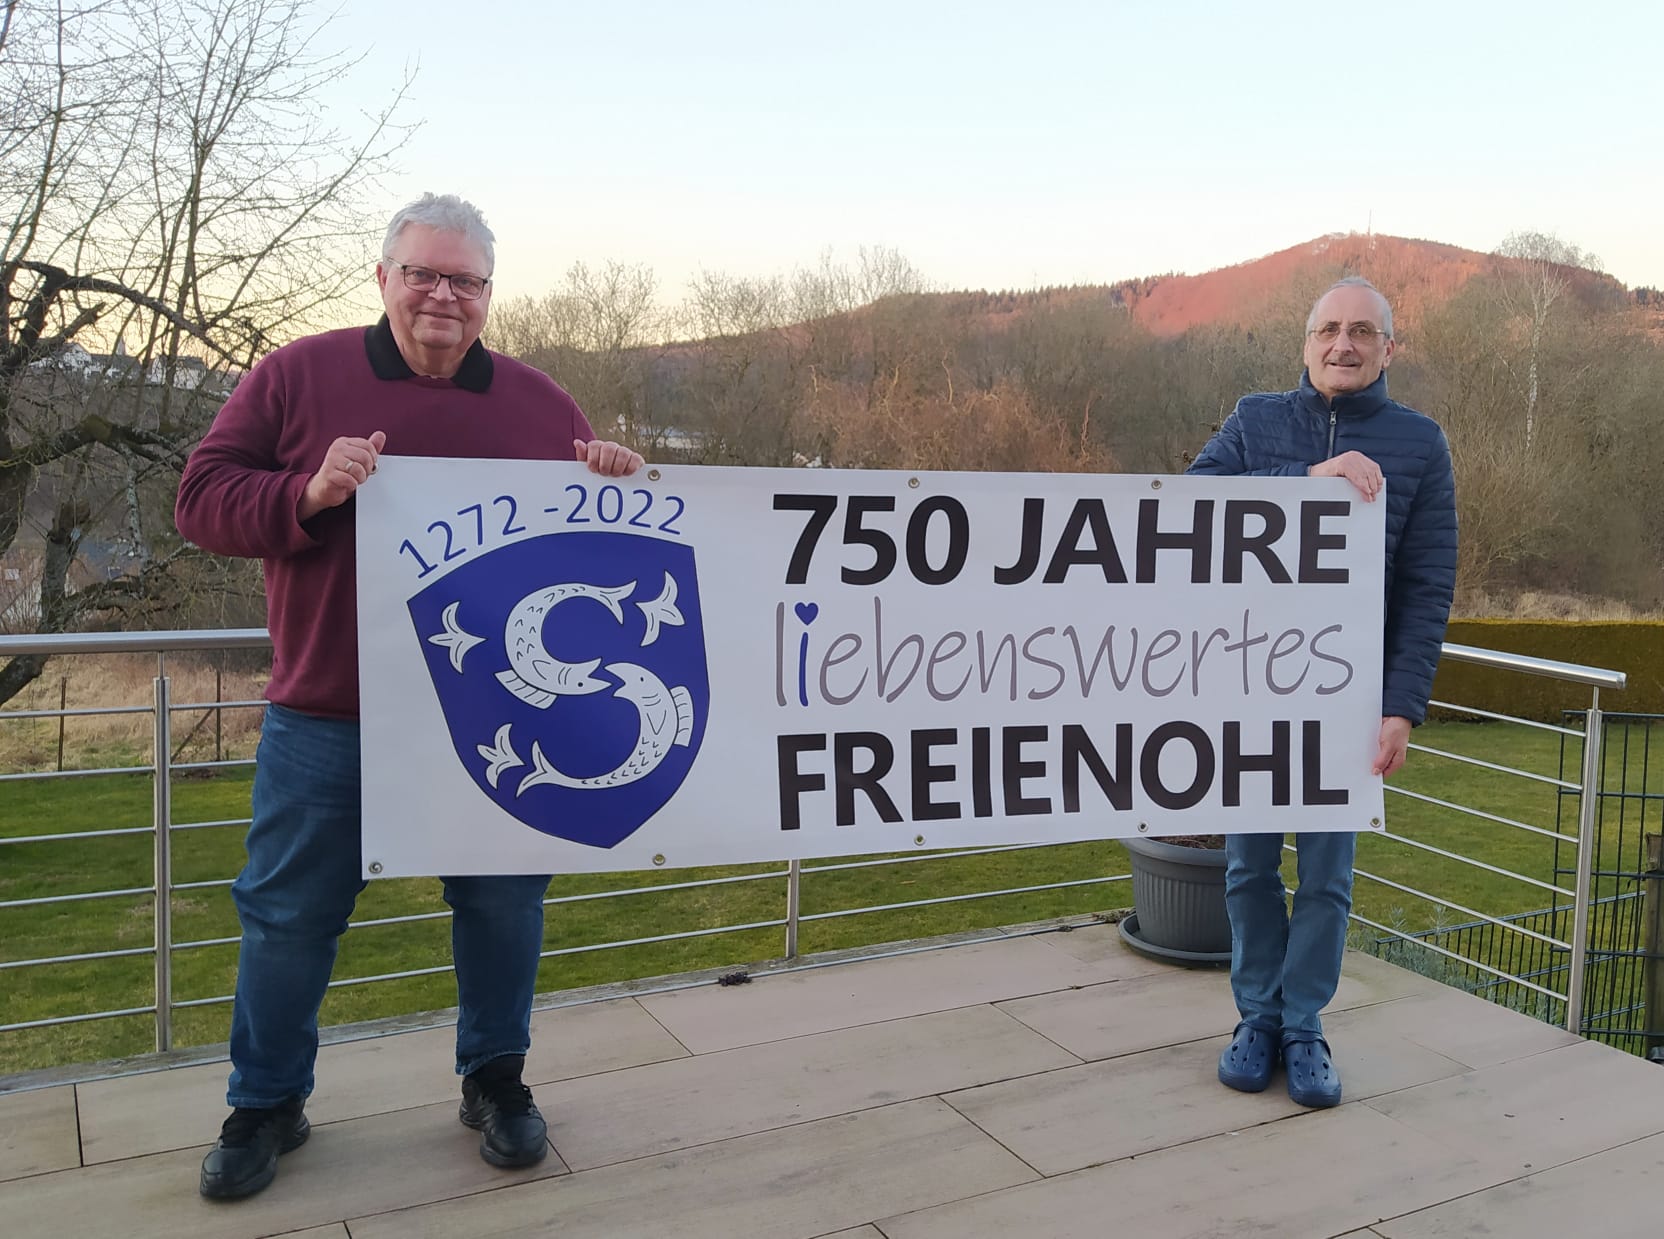 1272 - 2022
750 JAHRE
liebenswertes
FREIENOHL